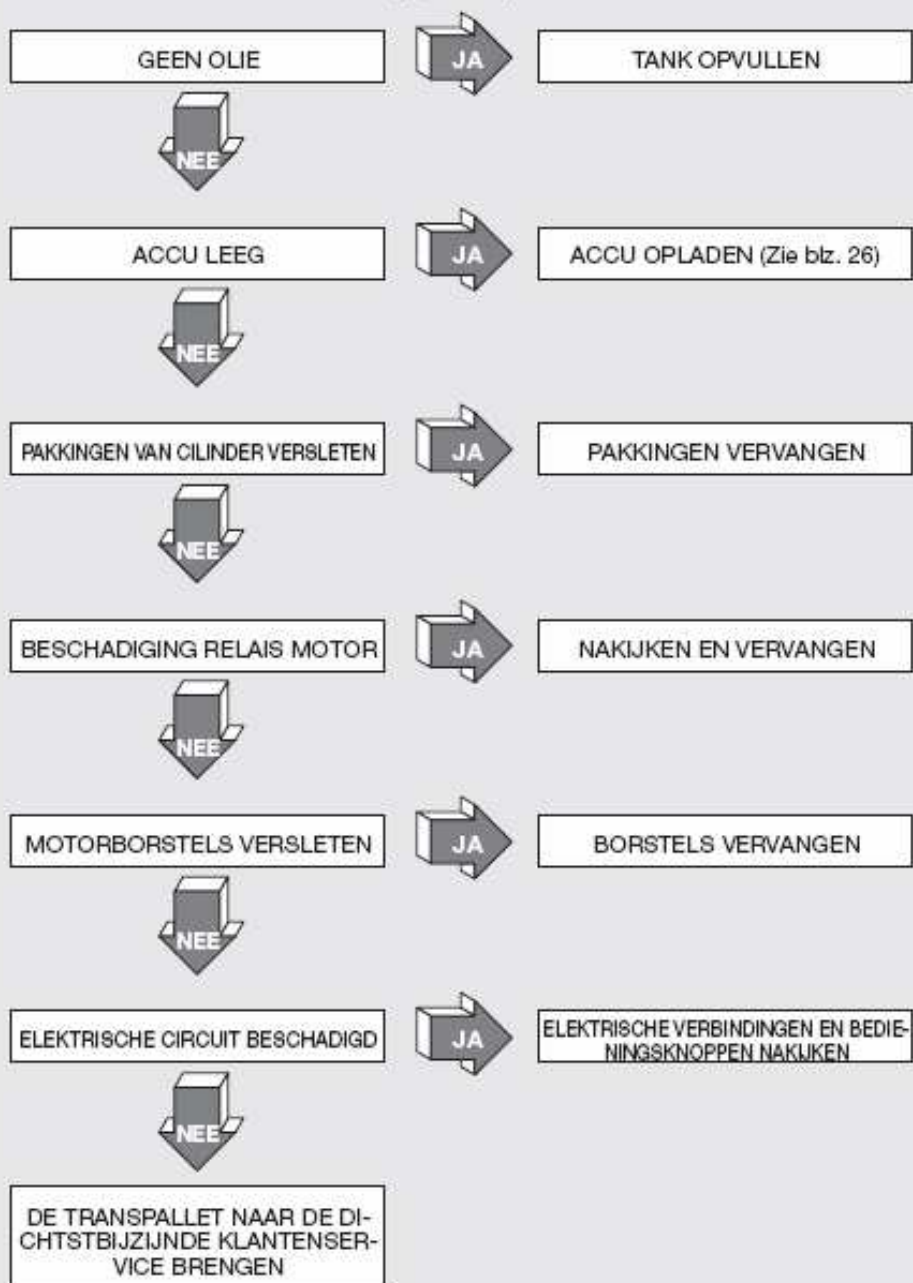 GEEN OLIE
JA
TANK OPVULLEN
NEE
ACCU LEEG
JA
ACCU OPLADEN (Zie blz. 26)
NEE
PAKKINGEN VAN CILINDER VERSLETEN
JA
PAKKINGEN VERVANGEN
NEE
BESCHADIGING RELAIS MOTOR
JA
NAKIJKEN EN VERVANGEN
NEE
MOTORBORSTELS VERSLETEN
JA
BORSTELS VERVANGEN
NEE
ELEKTRISCHE CIRCUIT BESCHADIGD
JA
ELEKTRISCHE VERBINDINGEN EN BEDIE-
NINGSKNOPPEN NAKIJKEN
NEE
DE TRANSPALLET NAAR DE DI-
CHTSTBIJZIJNDE KLANTENSER-
VICE BRENGEN